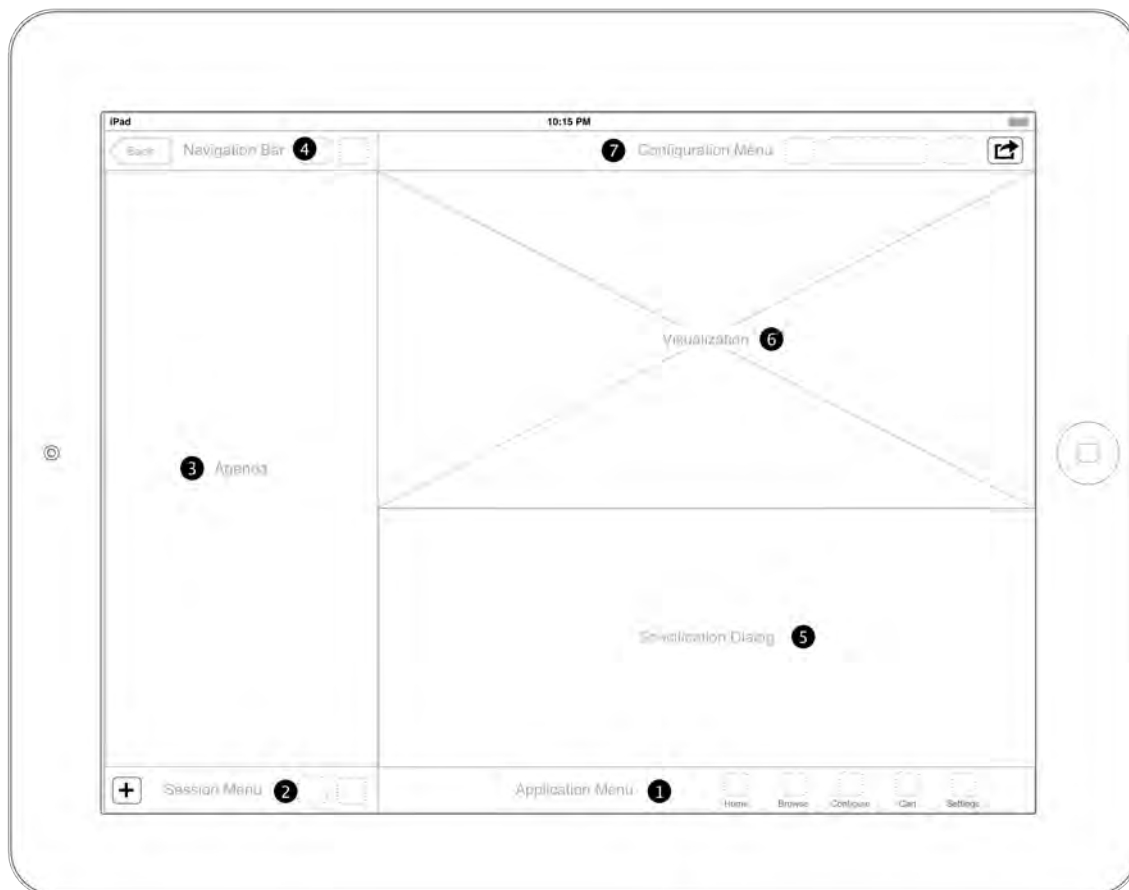 iPad
10:15 PM
Back
Navigation Bar 4
7 Configuration Menu
Visualization 6
3 Agenda
Specification Dialog 5
+ Session Menu 2
Application Menu 1
Home
Browse
Configure
Cart
Settings